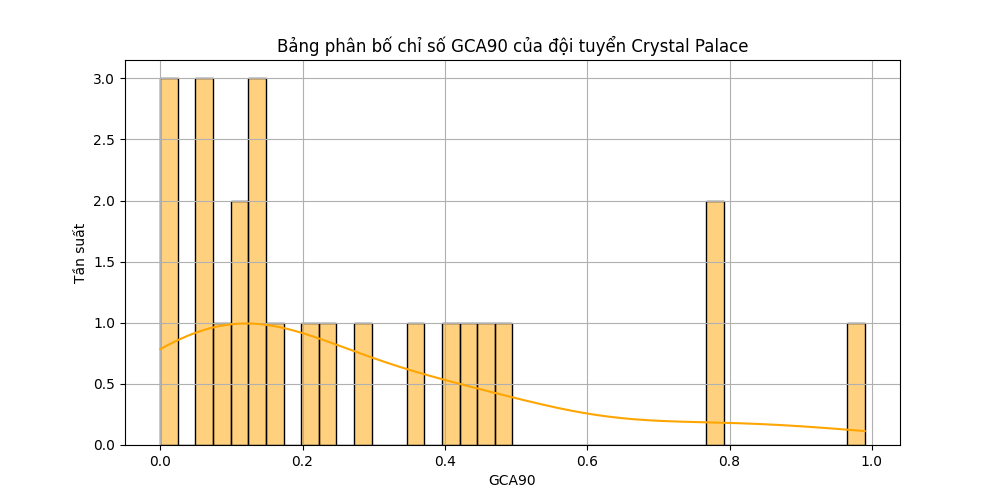 Bảng phân bố chỉ số GCA90 của đội tuyển Crystal Palace
Tần suất
3.0
2.5
2.0
1.5
1.0
0.5
0.0
0.0 0.2 0.4 0.6 0.8 1.0
GCA90